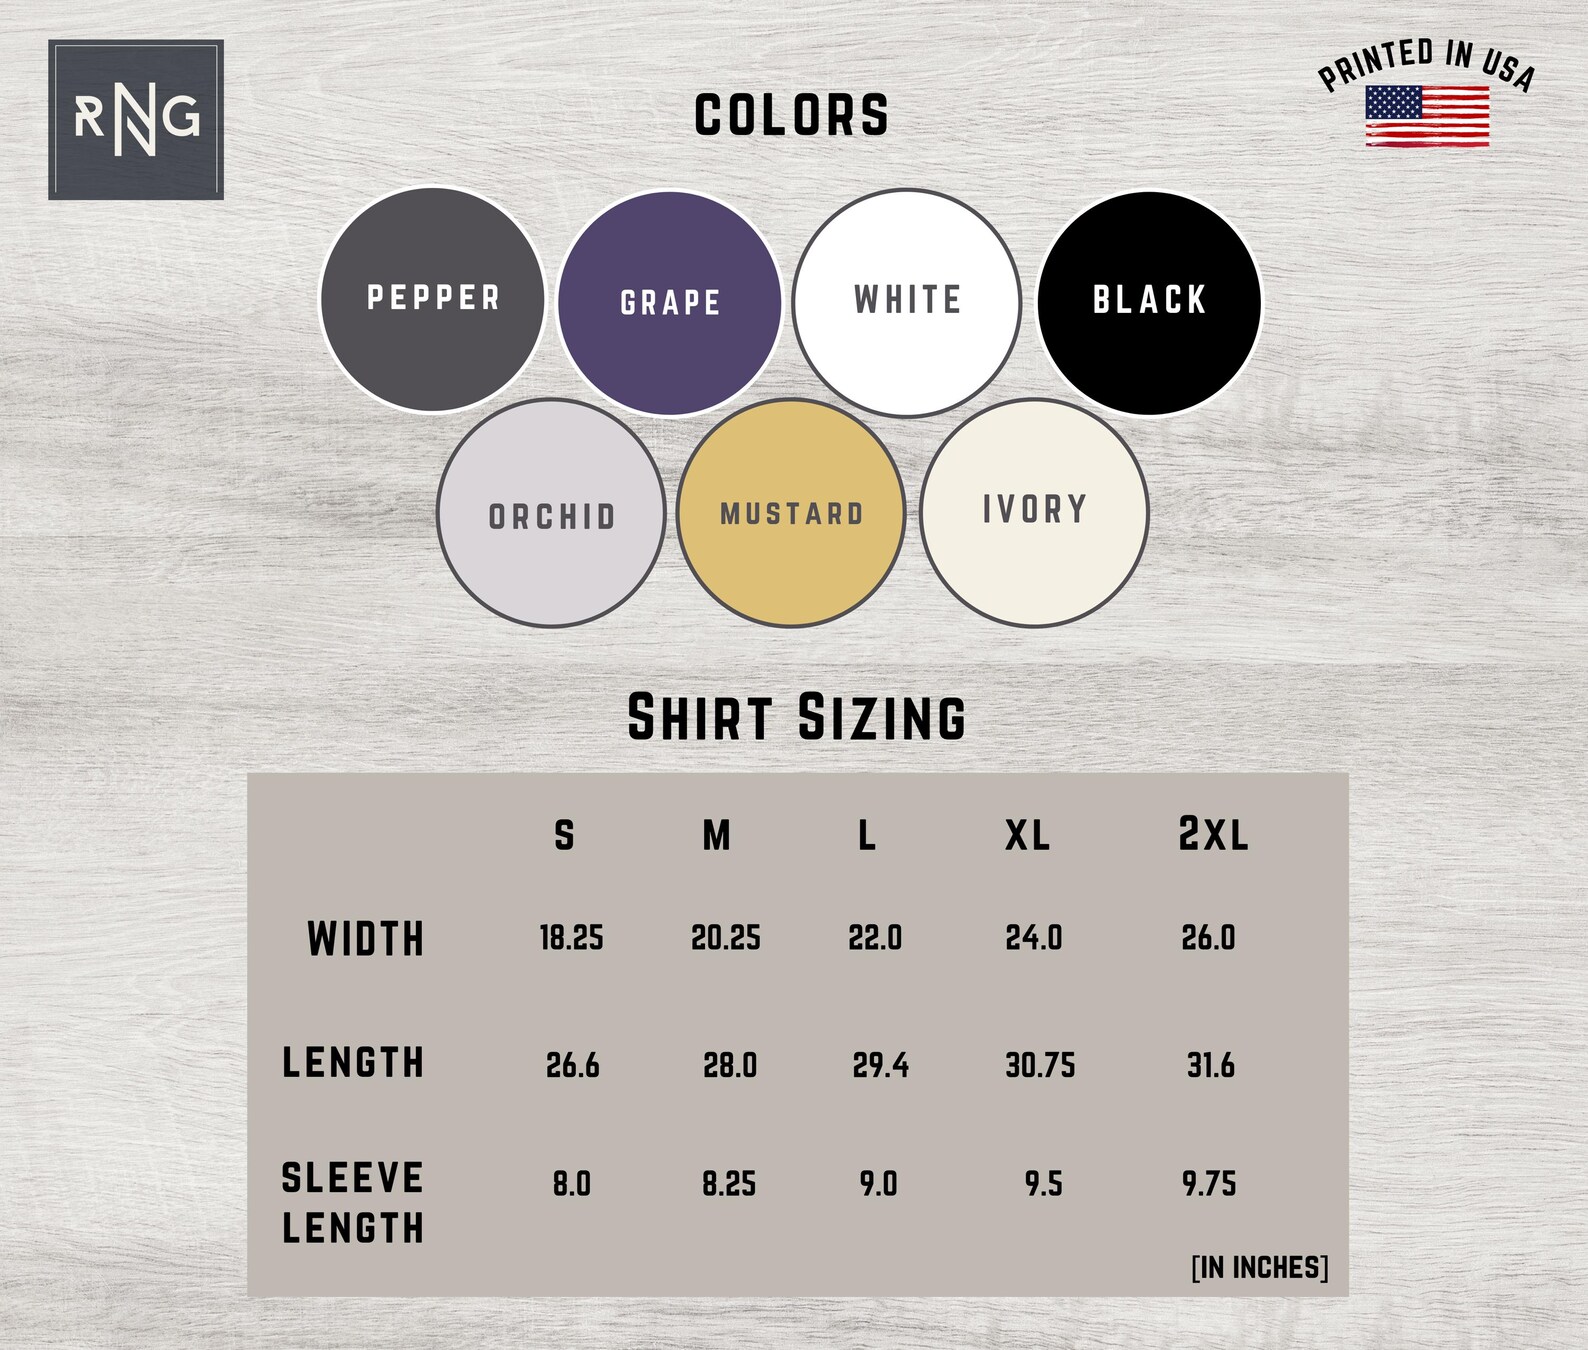 RNG
PRINTED IN USA
COLORS
PEPPER
GRAPE
WHITE
BLACK
ORCHID
MUSTARD
IVORY
SHIRT SIZING
S M L XL 2XL
WIDTH 18.25 20.25 22.0 24.0 26.0
LENGTH 26.6 28.0 29.4 30.75 31.6
SLEEVE LENGTH 8.0 8.25 9.0 9.5 9.75
[IN INCHES]